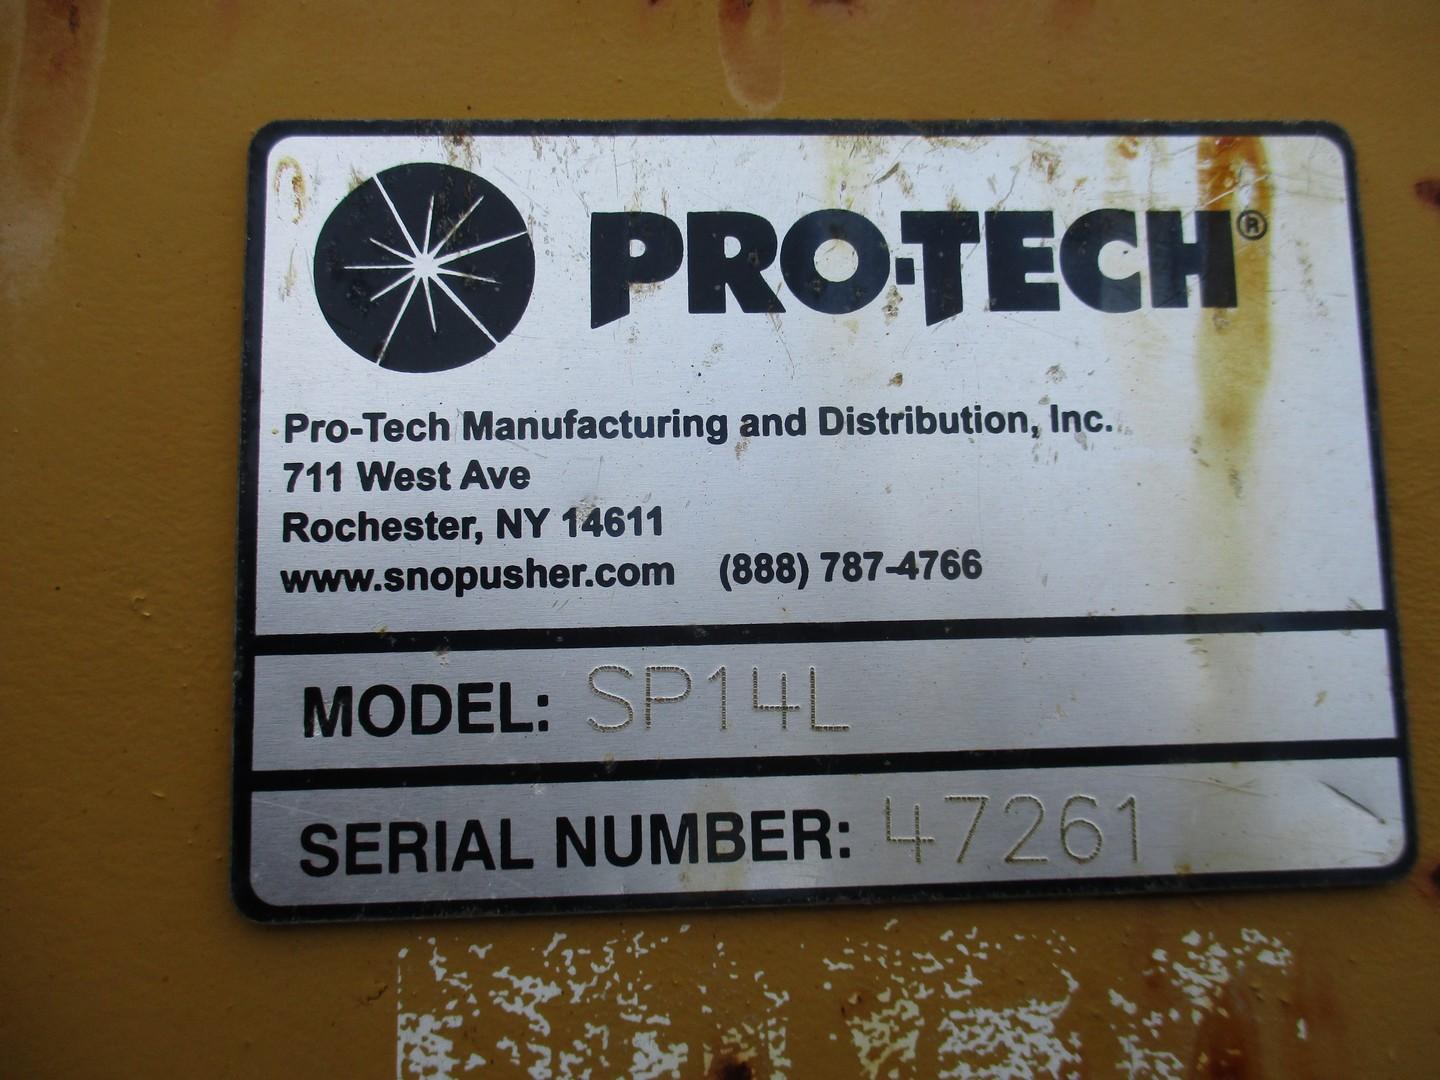 PRO-TECH®
Pro-Tech Manufacturing and Distribution, Inc.
711 West Ave
Rochester, NY 14611
www.snopusher.com (888) 787-4766
MODEL: SP14L
SERIAL NUMBER: 47261